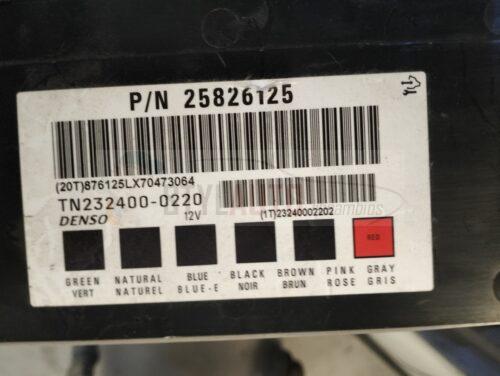 P/N 25826125
(20T)876125LX70473064
TN232400-0220
DENSO
12V
(1T)23240002202
RED
GREEN
VERT
NATURAL
NATUREL
BLUE
BLUE-E
BLACK
NOIR
BROWN
BRUN
PINK
ROSE
GRAY
GRIS